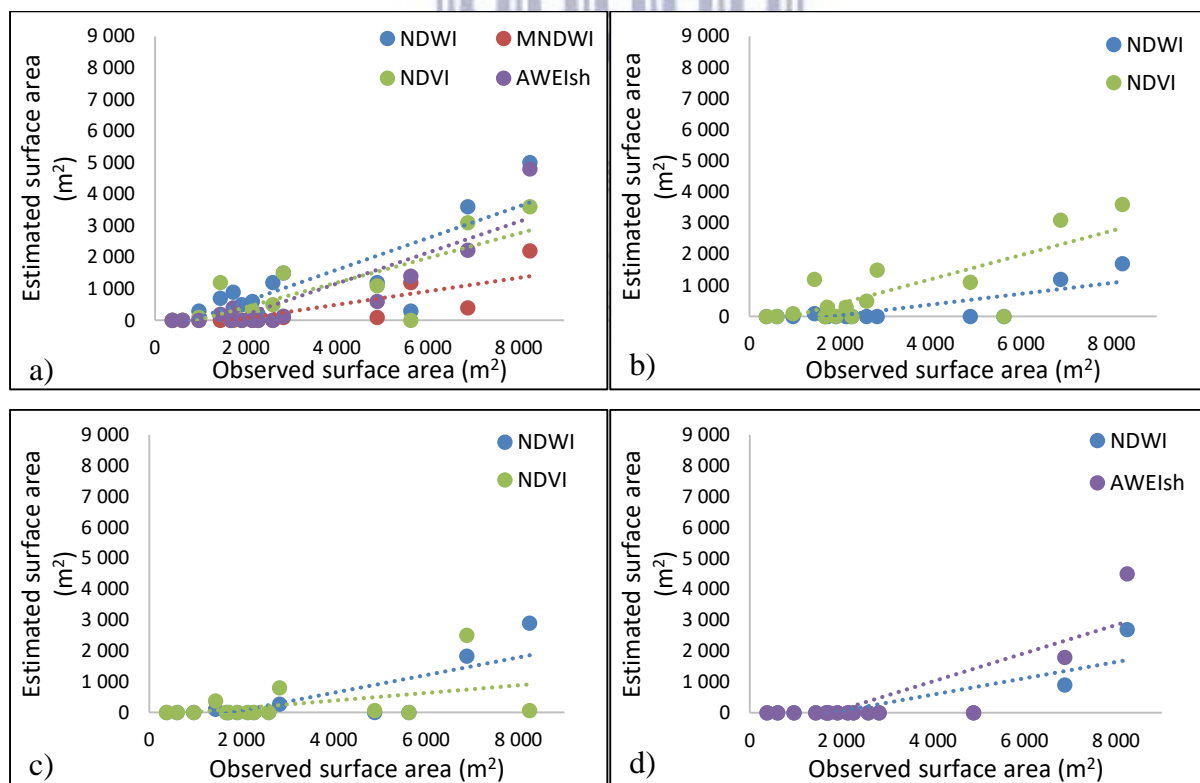 9 000
8 000
7 000
6 000
5 000
4 000
3 000
2 000
1 000
0
Estimated surface area
(m²)
NDWI MNDWI
NDVI AWEIsh
0 2 000 4 000 6 000 8 000
Observed surface area (m²)
a)
9 000
8 000
7 000
6 000
5 000
4 000
3 000
2 000
1 000
0
Estimated surface area
(m²)
NDWI
NDVI
0 2 000 4 000 6 000 8 000
Observed surface area (m²)
b)
9 000
8 000
7 000
6 000
5 000
4 000
3 000
2 000
1 000
0
Estimated surface area
(m²)
NDWI
NDVI
0 2 000 4 000 6 000 8 000
Observed surface area (m²)
c)
9 000
8 000
7 000
6 000
5 000
4 000
3 000
2 000
1 000
0
Estimated surface area
(m²)
NDWI
AWEIsh
0 2 000 4 000 6 000 8 000
Observed surface area (m²)
d)